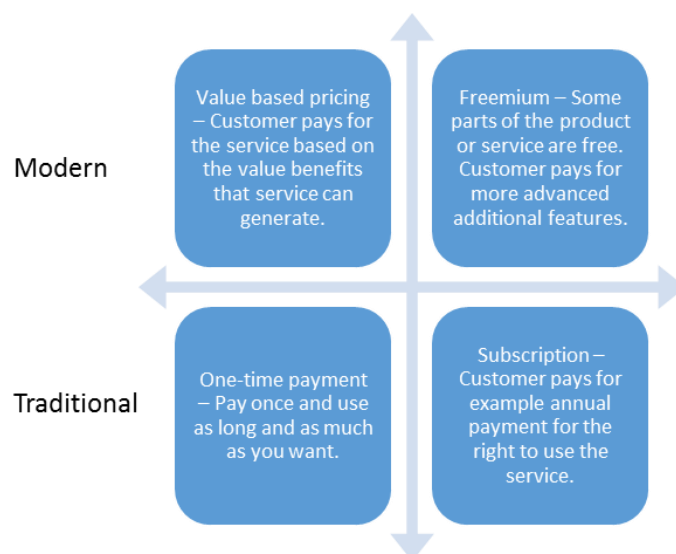 Value based pricing
– Customer pays for
the service based on
the value benefits
that service can
generate.
Freemium – Some
parts of the product
or service are free.
Customer pays for
more advanced
additional features.
Modern
One-time payment
– Pay once and use
as long and as much
as you want.
Subscription –
Customer pays for
example annual
payment for the
right to use the
service.
Traditional